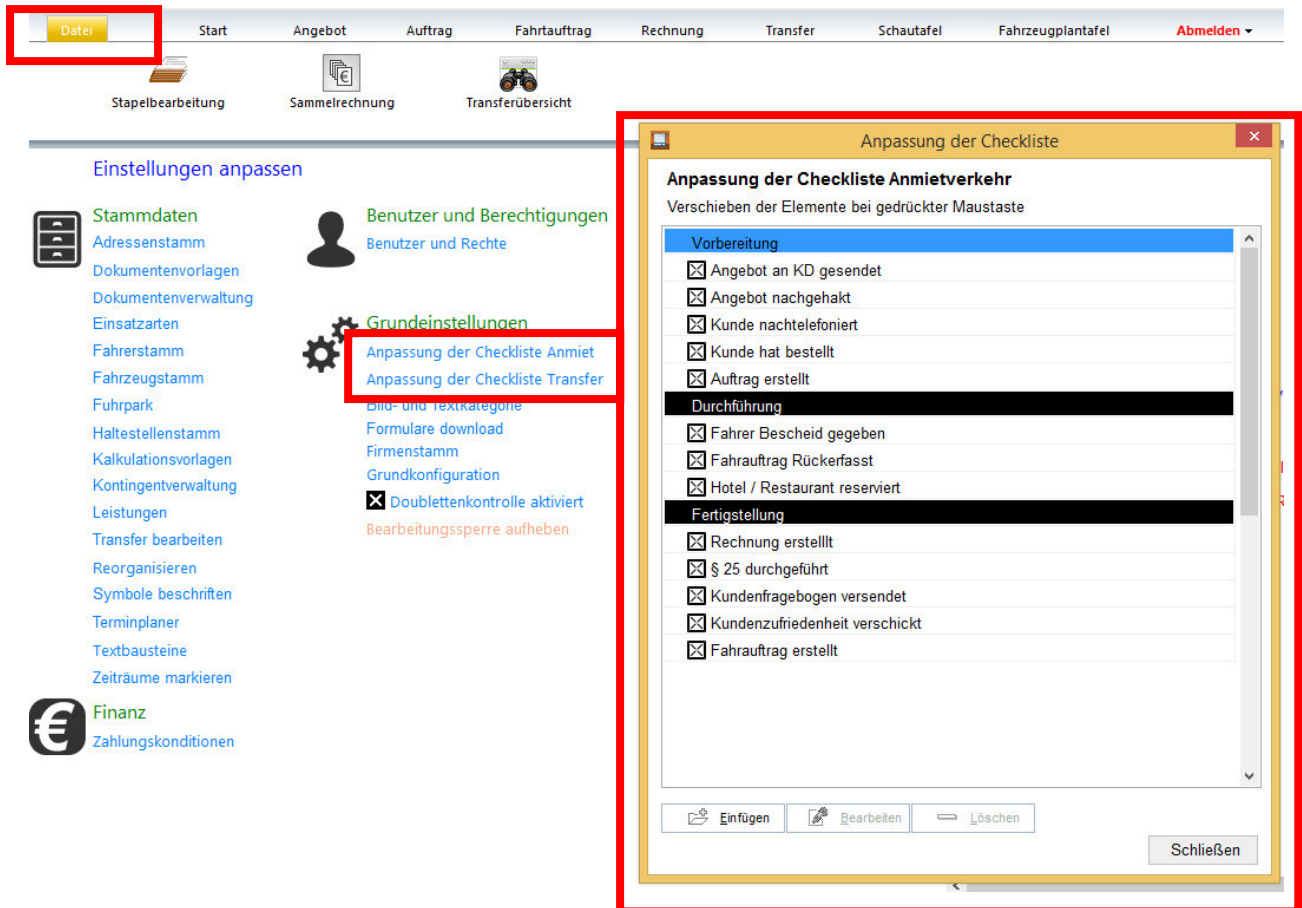 Datei Start Angebot Auftrag Fahrtauftrag Rechnung Transfer Schautafel Fahrzeugplantafel Abmelden
Stapelbearbeitung Sammelrechnung Transferübersicht
Einstellungen anpassen
Stammdaten
Adressenstamm
Dokumentenvorlagen
Dokumentenverwaltung
Einsatzarten
Fahrerstamm
Fahrzeugstamm
Fuhrpark
Haltestellenstamm
Kalkulationsvorlagen
Kontingentverwaltung
Leistungen
Transfer bearbeiten
Reorganisieren
Symbole beschriften
Terminplaner
Textbausteine
Zeiträume markieren
Finanz
Zahlungskonditionen
Benutzer und Berechtigungen
Benutzer und Rechte
Grundeinstellungen
Anpassung der Checkliste Anmiet
Anpassung der Checkliste Transfer
Bild- und Textkategorie
Formulare download
Firmenstamm
Grundkonfiguration
Doublettenkontrolle aktiviert
Bearbeitungssperre aufheben
Anpassung der Checkliste
Anpassung der Checkliste Anmietverkehr
Verschieben der Elemente bei gedrückter Maustaste
Vorbereitung
Angebot an KD gesendet
Angebot nachgehakt
Kunde nachtelefoniert
Kunde hat bestellt
Auftrag erstellt
Durchführung
Fahrer Bescheid gegeben
Fahrauftrag Rückerfasst
Hotel / Restaurant reserviert
Fertigstellung
Rechnung erstelllt
§ 25 durchgeführt
Kundenfragebogen versendet
Kundenzufriedenheit verschickt
Fahrauftrag erstellt
Einfügen Bearbeiten Löschen
Schließen